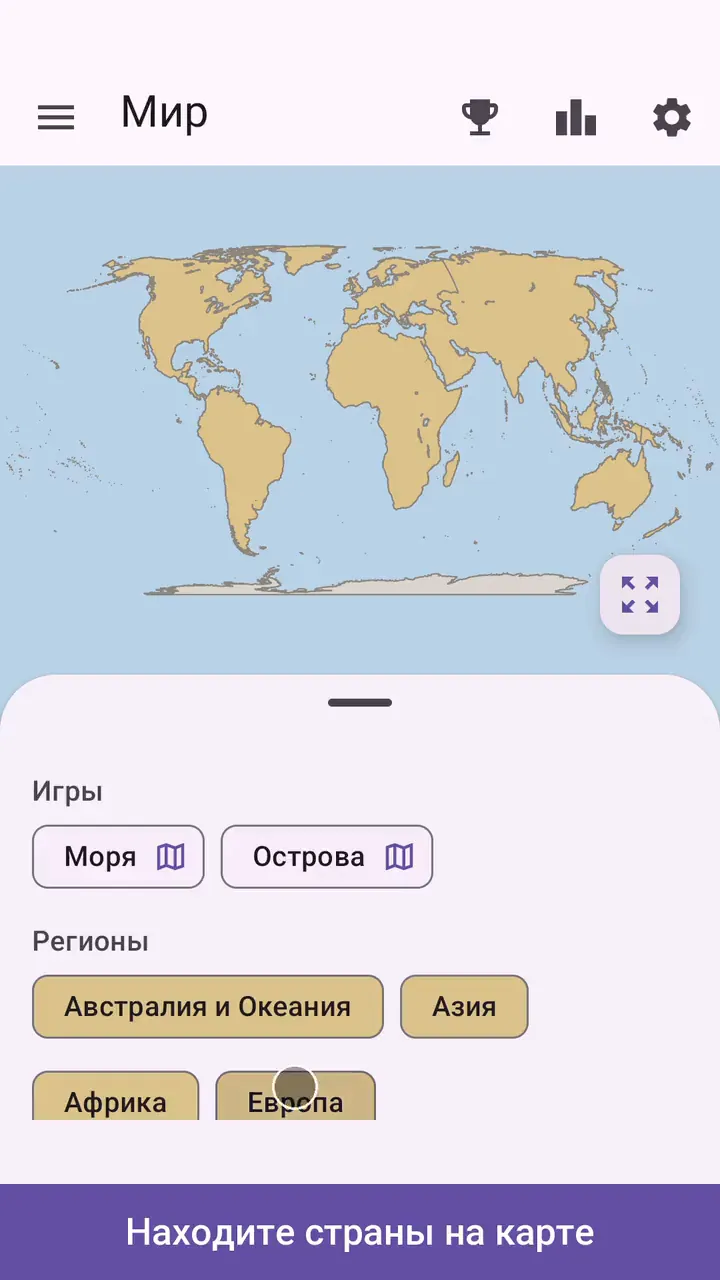 Мир
Игры
Моря
Острова
Регионы
Австралия и Океания
Азия
Африка
Европа
Находите страны на карте